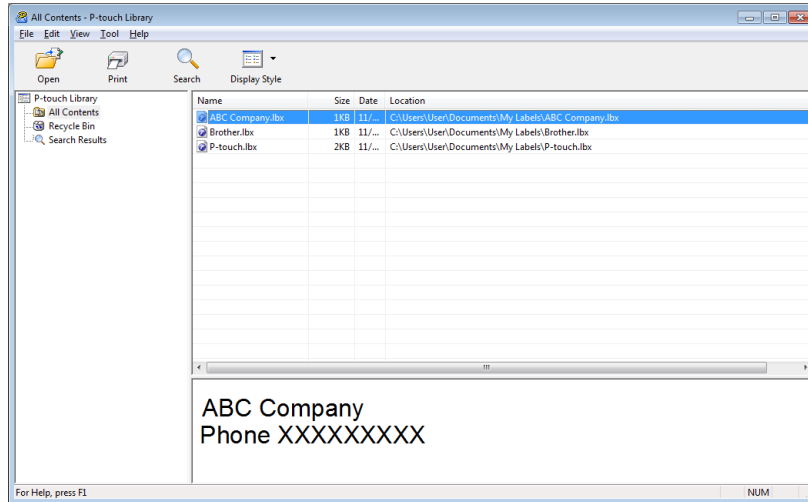 All Contents - P-touch Library
File Edit View Tool Help
Open Print Search Display Style
P-touch Library
All Contents
Recycle Bin
Search Results
Name Size Date Location
ABC Company.lbx 1KB 11/... C:\Users\User\Documents\My Labels\ABC Company.lbx
Brother.lbx 1KB 11/... C:\Users\User\Documents\My Labels\Brother.lbx
P-touch.lbx 2KB 11/... C:\Users\User\Documents\My Labels\P-touch.lbx
ABC Company
Phone XXXXXXXXX
For Help, press F1 NUM